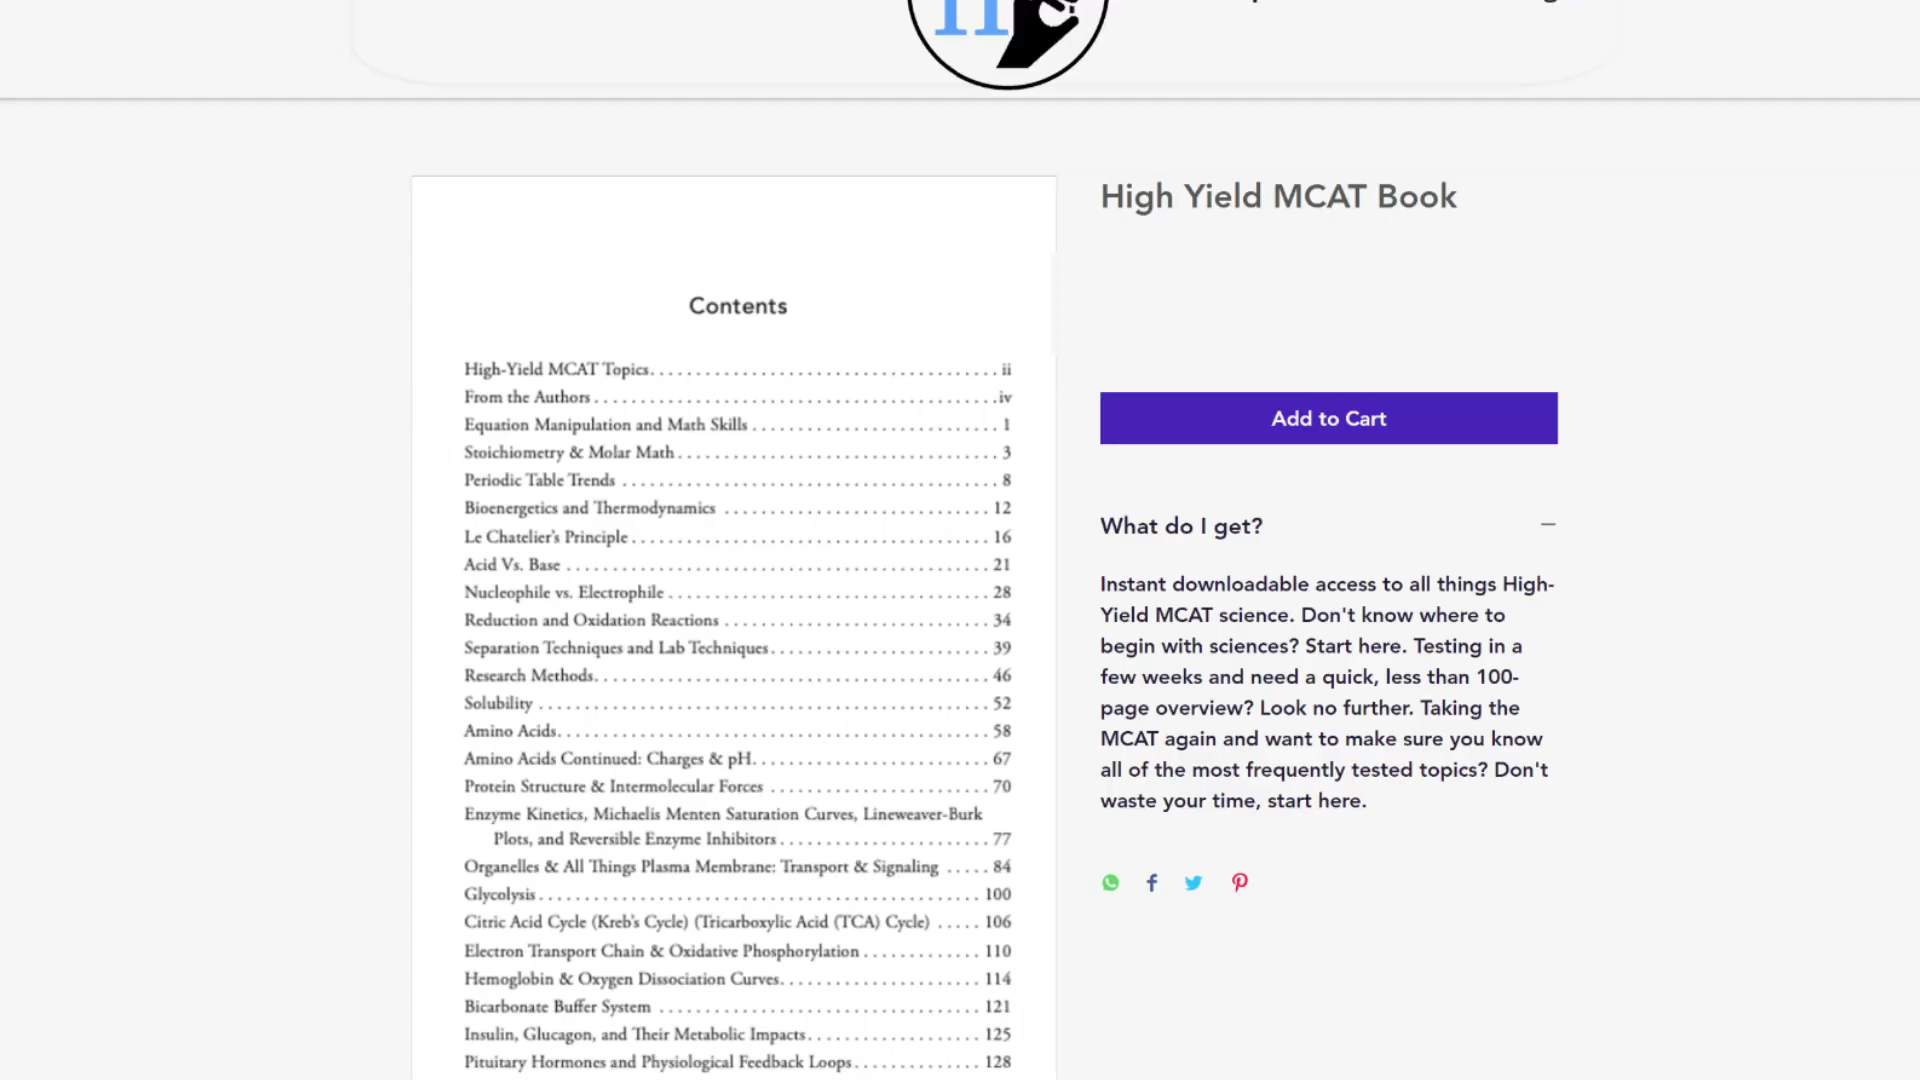 High Yield MCAT Book
Contents
High-Yield MCAT Topics. . . . . . . . . . . . . . . . . . . . . . . . . . . . . . . . . . . . . . ii
From the Authors . . . . . . . . . . . . . . . . . . . . . . . . . . . . . . . . . . . . . . . . . . . .iv
Equation Manipulation and Math Skills . . . . . . . . . . . . . . . . . . . . . . . . . . . 1
Stoichiometry & Molar Math . . . . . . . . . . . . . . . . . . . . . . . . . . . . . . . . . . . 3
Periodic Table Trends . . . . . . . . . . . . . . . . . . . . . . . . . . . . . . . . . . . . . . . . . 8
Bioenergetics and Thermodynamics . . . . . . . . . . . . . . . . . . . . . . . . . . . . . 12
Le Chatelier's Principle . . . . . . . . . . . . . . . . . . . . . . . . . . . . . . . . . . . . . . . 16
Acid Vs. Base . . . . . . . . . . . . . . . . . . . . . . . . . . . . . . . . . . . . . . . . . . . . . . 21
Nucleophile vs. Electrophile . . . . . . . . . . . . . . . . . . . . . . . . . . . . . . . . . . . 28
Reduction and Oxidation Reactions . . . . . . . . . . . . . . . . . . . . . . . . . . . . . 34
Separation Techniques and Lab Techniques. . . . . . . . . . . . . . . . . . . . . . . . 39
Research Methods. . . . . . . . . . . . . . . . . . . . . . . . . . . . . . . . . . . . . . . . . . . 46
Solubility . . . . . . . . . . . . . . . . . . . . . . . . . . . . . . . . . . . . . . . . . . . . . . . . . 52
Amino Acids. . . . . . . . . . . . . . . . . . . . . . . . . . . . . . . . . . . . . . . . . . . . . . . 58
Amino Acids Continued: Charges & pH. . . . . . . . . . . . . . . . . . . . . . . . . . 67
Protein Structure & Intermolecular Forces . . . . . . . . . . . . . . . . . . . . . . . . 70
Enzyme Kinetics, Michaelis Menten Saturation Curves, Lineweaver-Burk
Plots, and Reversible Enzyme Inhibitors . . . . . . . . . . . . . . . . . . . . . . . 77
Organelles & All Things Plasma Membrane: Transport & Signaling . . . . . 84
Glycolysis . . . . . . . . . . . . . . . . . . . . . . . . . . . . . . . . . . . . . . . . . . . . . . . . 100
Citric Acid Cycle (Kreb's Cycle) (Tricarboxylic Acid (TCA) Cycle) . . . . . 106
Electron Transport Chain & Oxidative Phosphorylation . . . . . . . . . . . . . 110
Hemoglobin & Oxygen Dissociation Curves. . . . . . . . . . . . . . . . . . . . . . 114
Bicarbonate Buffer System . . . . . . . . . . . . . . . . . . . . . . . . . . . . . . . . . . . 121
Insulin, Glucagon, and Their Metabolic Impacts . . . . . . . . . . . . . . . . . . . 125
Pituitary Hormones and Physiological Feedback Loops . . . . . . . . . . . . . . 128
Add to Cart
What do I get?
Instant downloadable access to all things High-
Yield MCAT science. Don't know where to
begin with sciences? Start here. Testing in a
few weeks and need a quick, less than 100-
page overview? Look no further. Taking the
MCAT again and want to make sure you know
all of the most frequently tested topics? Don't
waste your time, start here.